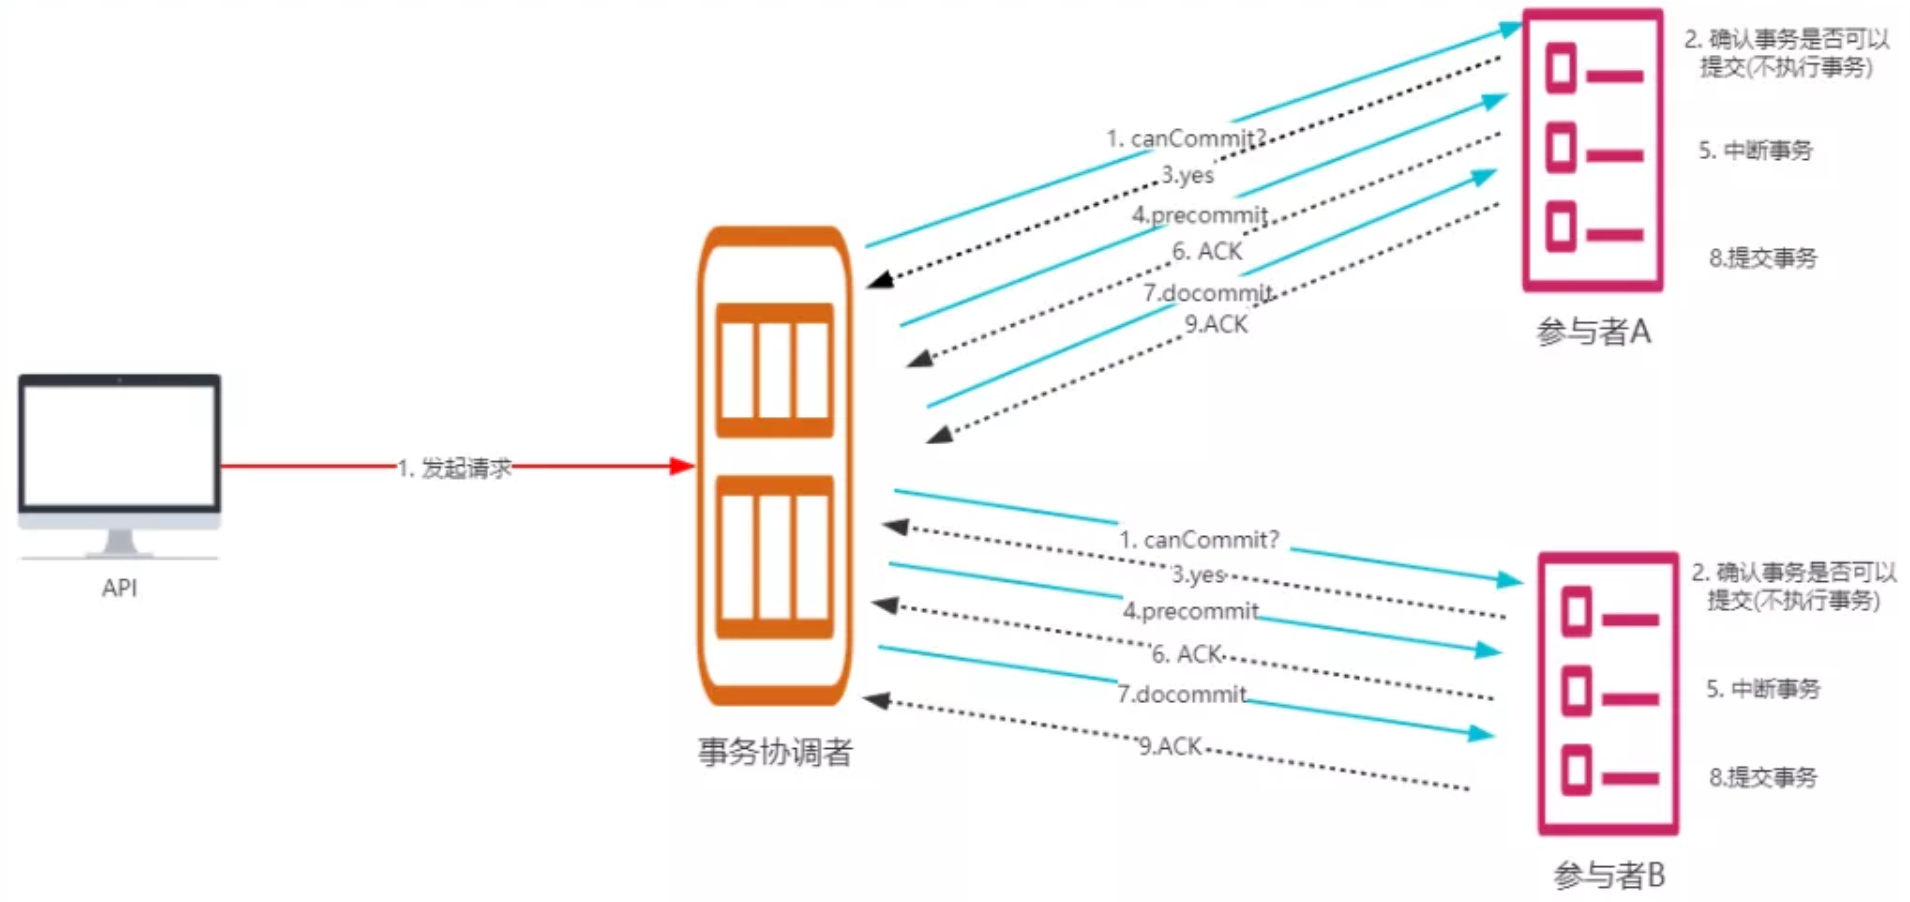 1. canCommit?
3.yes
4.precommit
6. ACK
7.docommit
9.ACK
2. 确认事务是否可以
提交(不执行事务)
5. 中断事务
8.提交事务
参与者A
1. 发起请求
API
事务协调者
1. canCommit?
3.yes
4.precommit
6. ACK
7.docommit
9.ACK
2. 确认事务是否可以
提交(不执行事务)
5. 中断事务
8.提交事务
参与者B